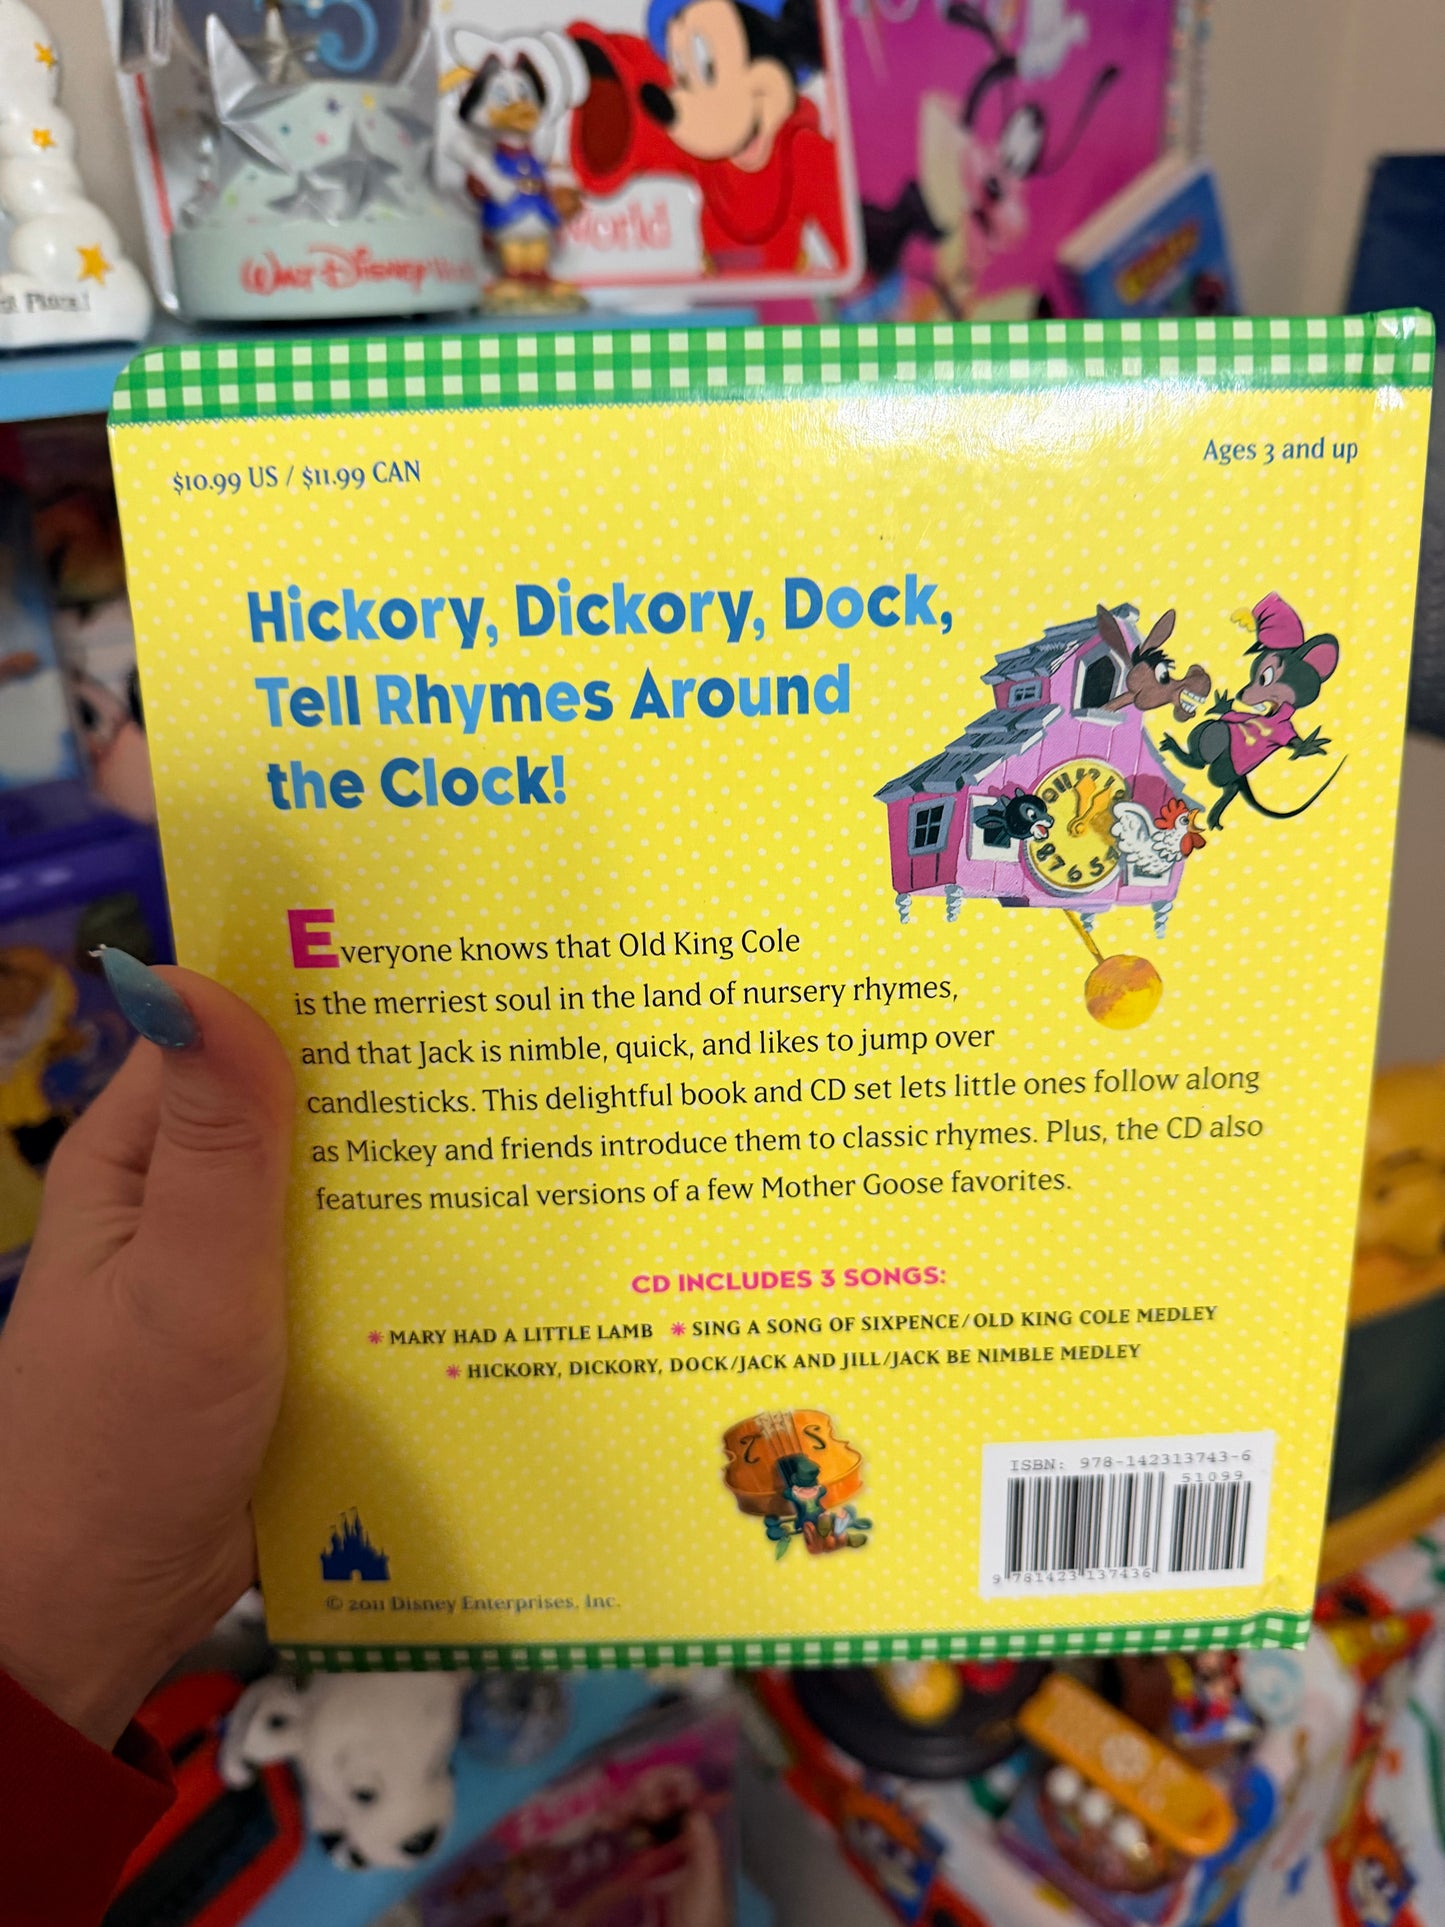 st Place!
Walt Disney World
World
$10.99 US / $11.99 CAN
Ages 3 and up
Hickory, Dickory, Dock,
Tell Rhymes Around
the Clock!
Everyone knows that Old King Cole
is the merriest soul in the land of nursery rhymes,
and that Jack is nimble, quick, and likes to jump over
candlesticks. This delightful book and CD set lets little ones follow along
as Mickey and friends introduce them to classic rhymes. Plus, the CD also
features musical versions of a few Mother Goose favorites.
CD INCLUDES 3 SONGS:
* MARY HAD A LITTLE LAMB * SING A SONG OF SIXPENCE/OLD KING COLE MEDLEY
* HICKORY, DICKORY, DOCK/JACK AND JILL/JACK BE NIMBLE MEDLEY
ISBN: 978-142313743-6
51099
9 781423 137436
© 2011 Disney Enterprises, Inc.